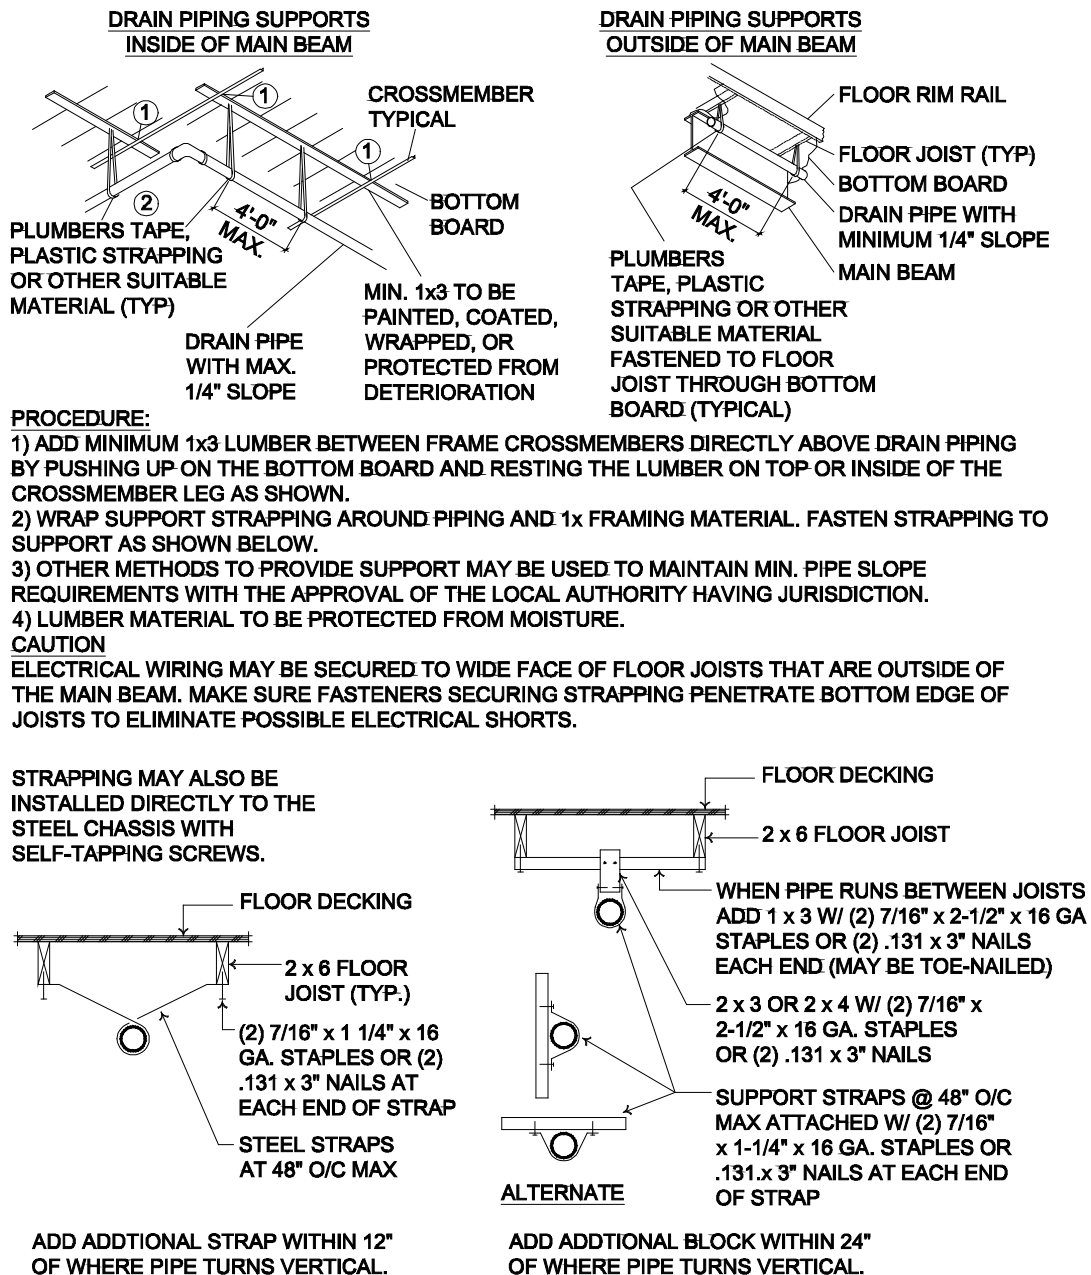 DRAIN PIPING SUPPORTS
INSIDE OF MAIN BEAM
1
1
1
2
CROSSMEMBER
TYPICAL
BOTTOM
BOARD
4'-0"
MAX.
PLUMBERS TAPE,
PLASTIC STRAPPING
OR OTHER SUITABLE
MATERIAL (TYP)
DRAIN PIPE
WITH MAX.
1/4" SLOPE
MIN. 1x3 TO BE
PAINTED, COATED,
WRAPPED, OR
PROTECTED FROM
DETERIORATION
DRAIN PIPING SUPPORTS
OUTSIDE OF MAIN BEAM
FLOOR RIM RAIL
FLOOR JOIST (TYP)
BOTTOM BOARD
DRAIN PIPE WITH
MINIMUM 1/4" SLOPE
MAIN BEAM
4'-0"
MAX.
PLUMBERS
TAPE, PLASTIC
STRAPPING OR OTHER
SUITABLE MATERIAL
FASTENED TO FLOOR
JOIST THROUGH BOTTOM
BOARD (TYPICAL)
PROCEDURE:
1) ADD MINIMUM 1x3 LUMBER BETWEEN FRAME CROSSMEMBERS DIRECTLY ABOVE DRAIN PIPING
BY PUSHING UP ON THE BOTTOM BOARD AND RESTING THE LUMBER ON TOP OR INSIDE OF THE
CROSSMEMBER LEG AS SHOWN.
2) WRAP SUPPORT STRAPPING AROUND PIPING AND 1x FRAMING MATERIAL. FASTEN STRAPPING TO
SUPPORT AS SHOWN BELOW.
3) OTHER METHODS TO PROVIDE SUPPORT MAY BE USED TO MAINTAIN MIN. PIPE SLOPE
REQUIREMENTS WITH THE APPROVAL OF THE LOCAL AUTHORITY HAVING JURISDICTION.
4) LUMBER MATERIAL TO BE PROTECTED FROM MOISTURE.
CAUTION
ELECTRICAL WIRING MAY BE SECURED TO WIDE FACE OF FLOOR JOISTS THAT ARE OUTSIDE OF
THE MAIN BEAM. MAKE SURE FASTENERS SECURING STRAPPING PENETRATE BOTTOM EDGE OF
JOISTS TO ELIMINATE POSSIBLE ELECTRICAL SHORTS.
STRAPPING MAY ALSO BE
INSTALLED DIRECTLY TO THE
STEEL CHASSIS WITH
SELF-TAPPING SCREWS.
FLOOR DECKING
2 x 6 FLOOR
JOIST (TYP.)
(2) 7/16" x 1 1/4" x 16
GA. STAPLES OR (2)
.131 x 3" NAILS AT
EACH END OF STRAP
STEEL STRAPS
AT 48" O/C MAX
ADD ADDTIONAL STRAP WITHIN 12"
OF WHERE PIPE TURNS VERTICAL.
FLOOR DECKING
2 x 6 FLOOR JOIST
WHEN PIPE RUNS BETWEEN JOISTS
ADD 1 x 3 W/ (2) 7/16" x 2-1/2" x 16 GA
STAPLES OR (2) .131 x 3" NAILS
EACH END (MAY BE TOE-NAILED)
2 x 3 OR 2 x 4 W/ (2) 7/16" x
2-1/2" x 16 GA. STAPLES
OR (2) .131 x 3" NAILS
SUPPORT STRAPS @ 48" O/C
MAX ATTACHED W/ (2) 7/16"
x 1-1/4" x 16 GA. STAPLES OR
.131.x 3" NAILS AT EACH END
OF STRAP
ALTERNATE
ADD ADDTIONAL BLOCK WITHIN 24"
OF WHERE PIPE TURNS VERTICAL.